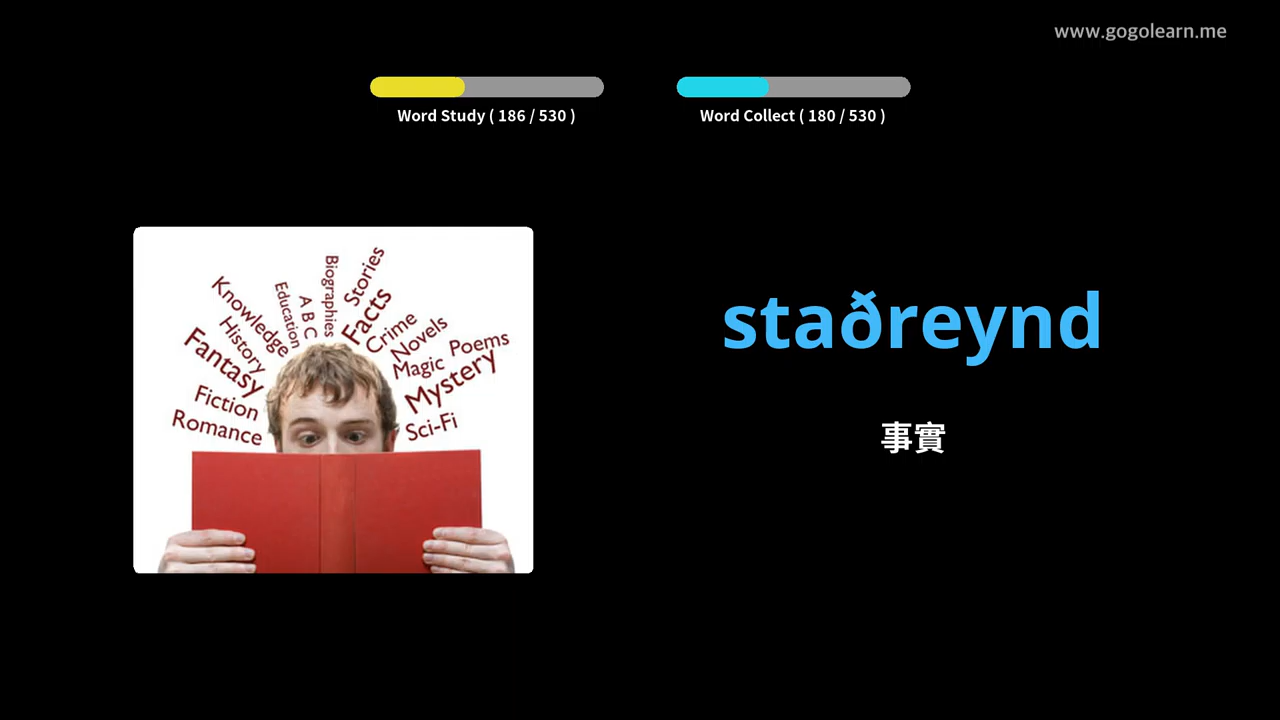 www.gogolearn.me
Word Study ( 186 / 530 )
Word Collect ( 180 / 530 )
Biographies
Stories
Education
A B C
Facts
Knowledge
Crime
History
Novels
Fantasy
Magic
Poems
Mystery
Fiction
Romance
Sci-Fi
staðreynd
事實